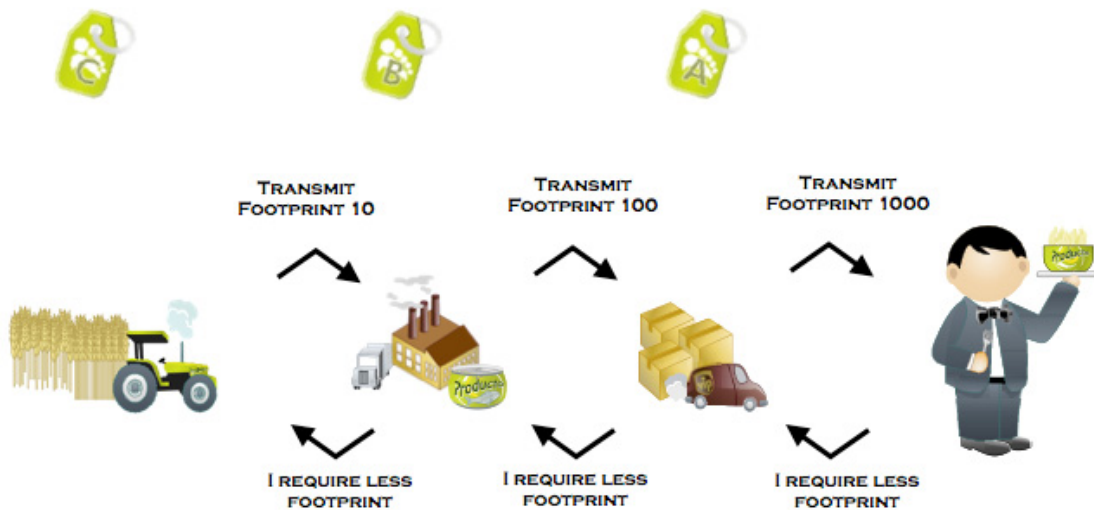 C
B
A
TRANSMIT
FOOTPRINT 10
TRANSMIT
FOOTPRINT 100
TRANSMIT
FOOTPRINT 1000
Producto
I REQUIRE LESS
FOOTPRINT
I REQUIRE LESS
FOOTPRINT
I REQUIRE LESS
FOOTPRINT